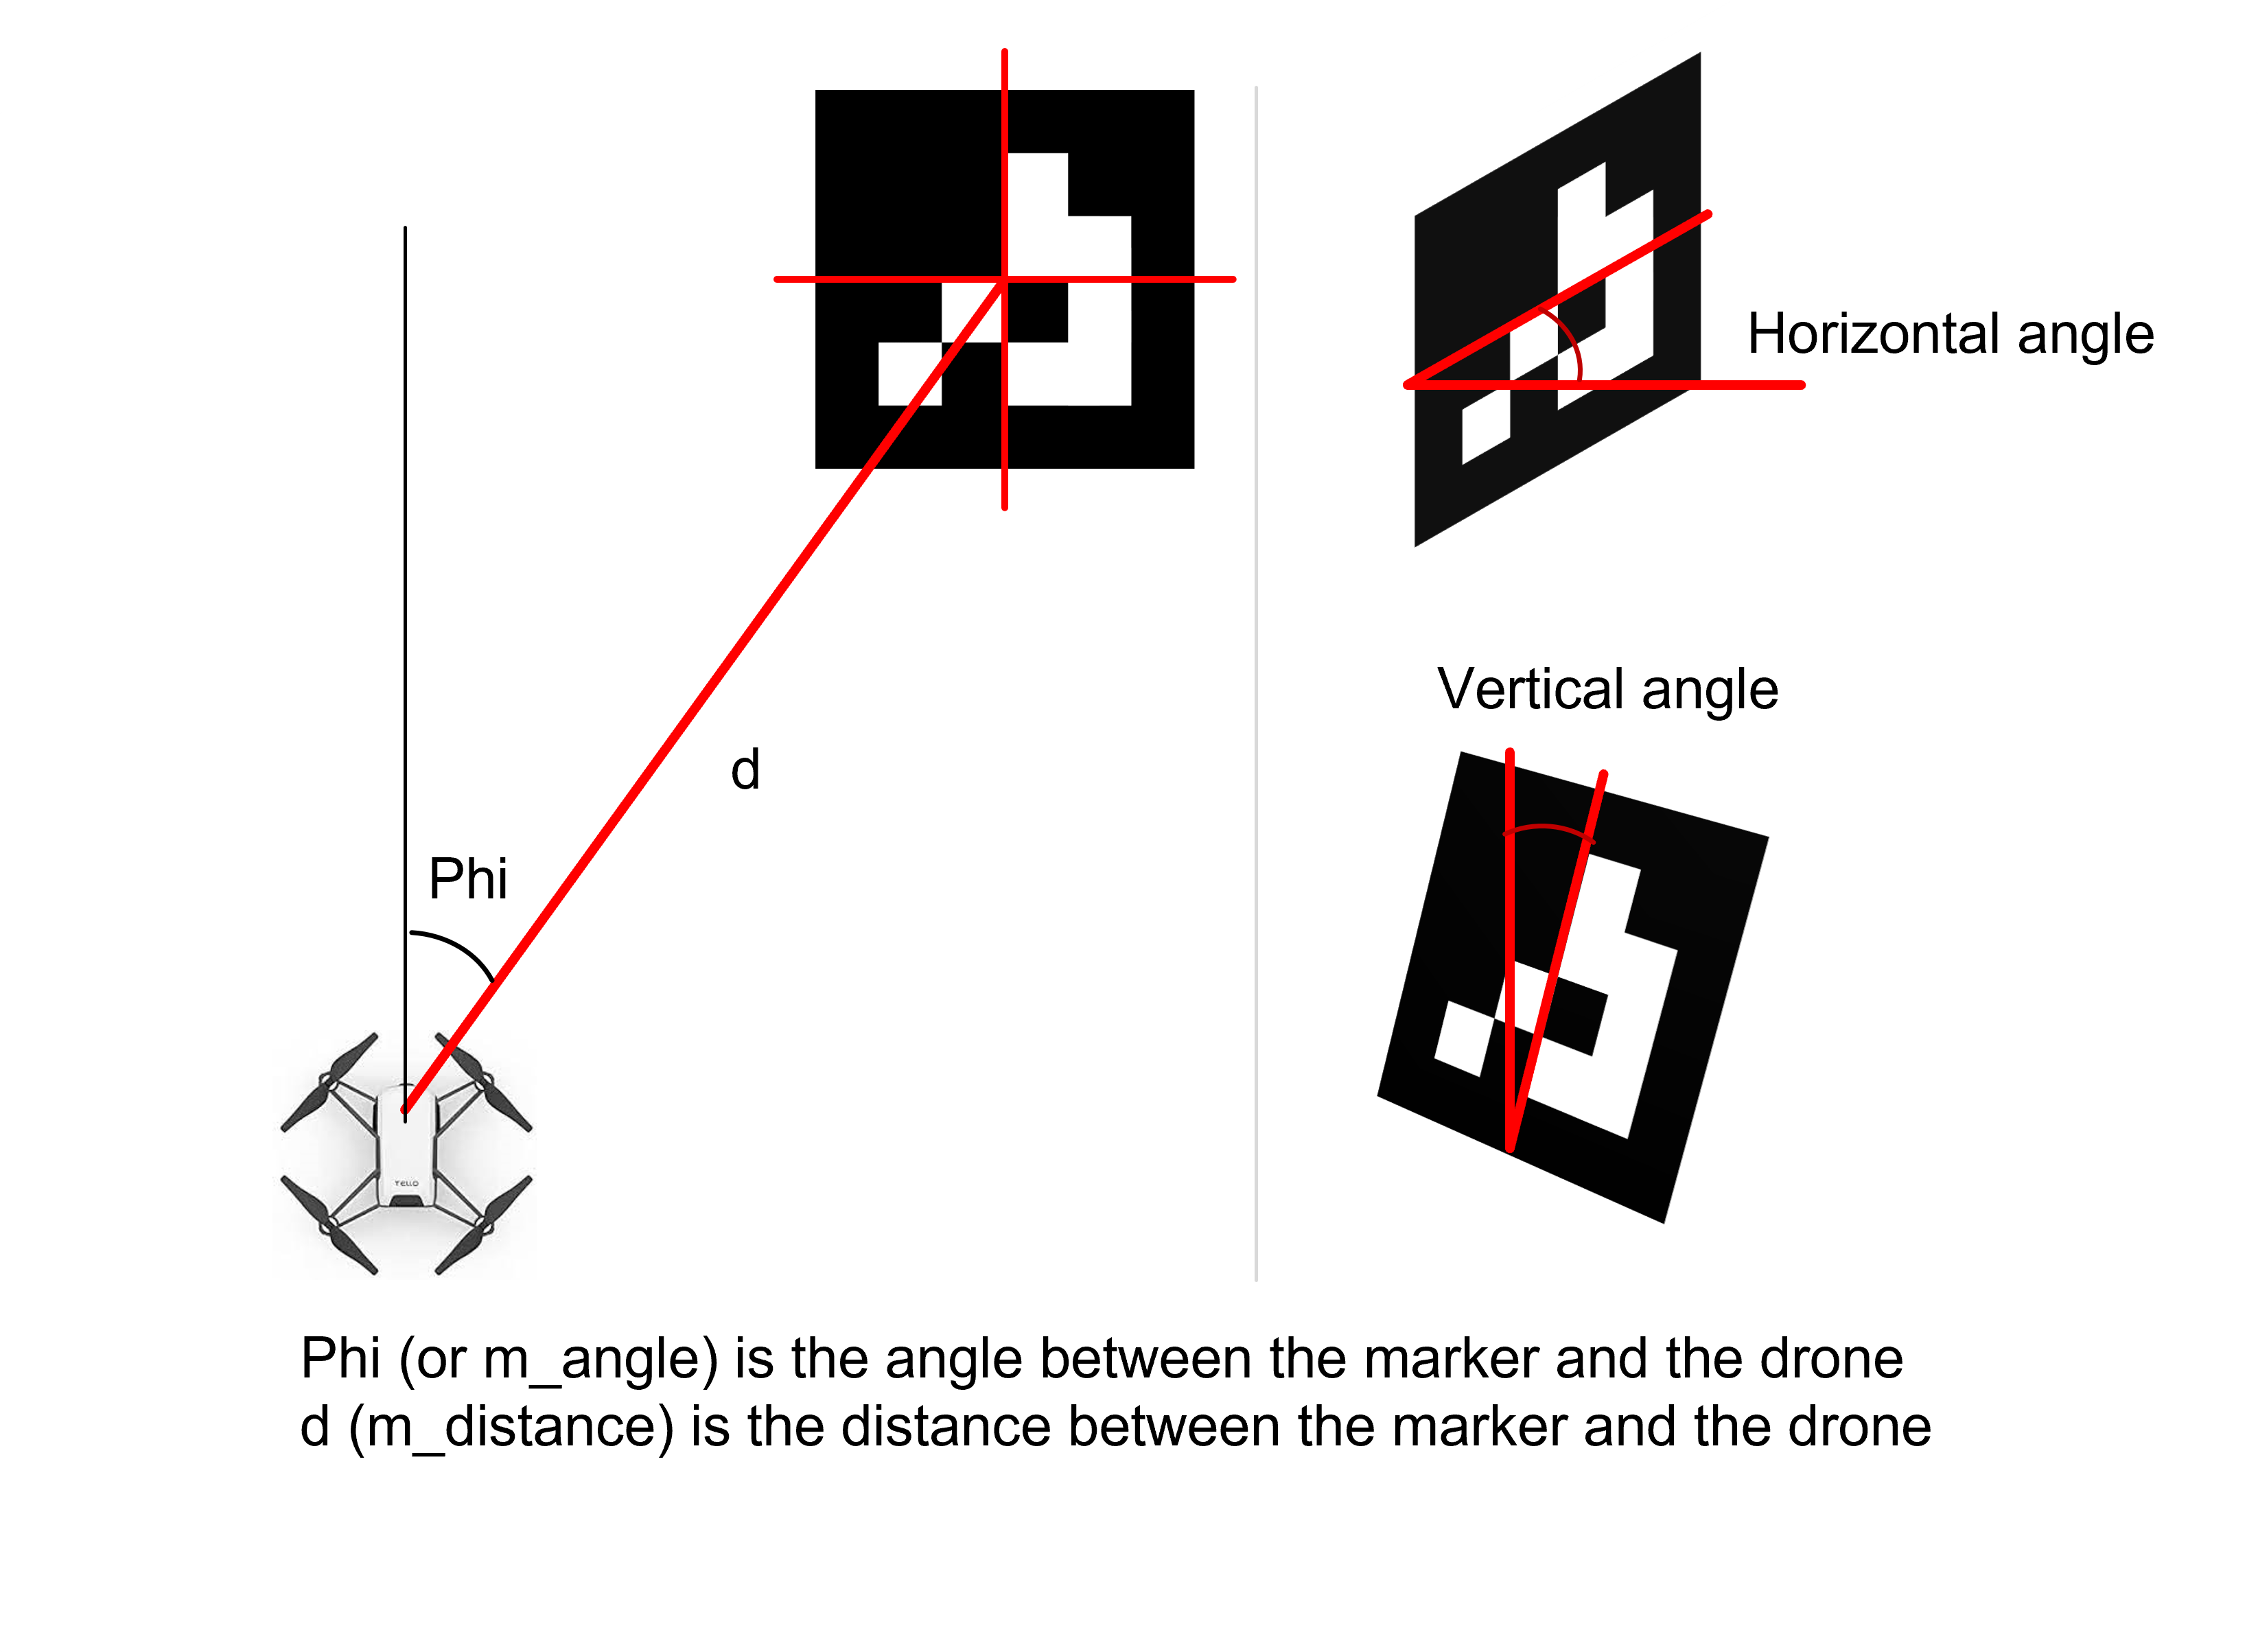 Horizontal angle
Vertical angle
d
Phi
TELLO
Phi (or m_angle) is the angle between the marker and the drone
d (m_distance) is the distance between the marker and the drone